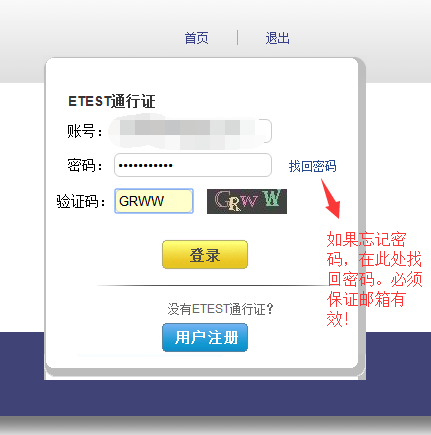 首页 | 退出
ETEST通行证
账号：
密码： ••••••••••• 找回密码
验证码： GRWW GRWW
登录
如果忘记密
码，在此处找
回密码。必须
保证邮箱有
效！
没有ETEST通行证？
用户注册